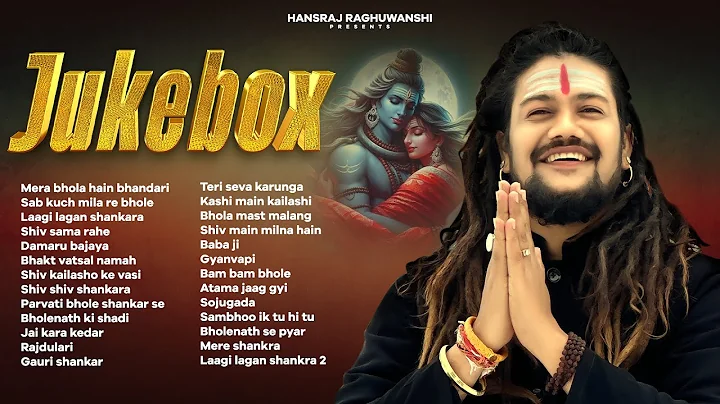 HANSRAJ RAGHUWANSHI
PRESENTS
Jukebox
Mera bhola hain bhandari
Sab kuch mila re bhole
Laagi lagan shankara
Shiv sama rahe
Damaru bajaya
Bhakt vatsal namah
Shiv kailasho ke vasi
Shiv shiv shankara
Parvati bhole shankar se
Bholenath ki shadi
Jai kara kedar
Rajdulari
Gauri shankar
Teri seva karunga
Kashi main kailashi
Bhola mast malang
Shiv main milna hain
Baba ji
Gyanvapi
Bam bam bhole
Atama jaag gyi
Sojugada
Sambhoo ik tu hi tu
Bholenath se pyar
Mere shankra
Laagi lagan shankra 2